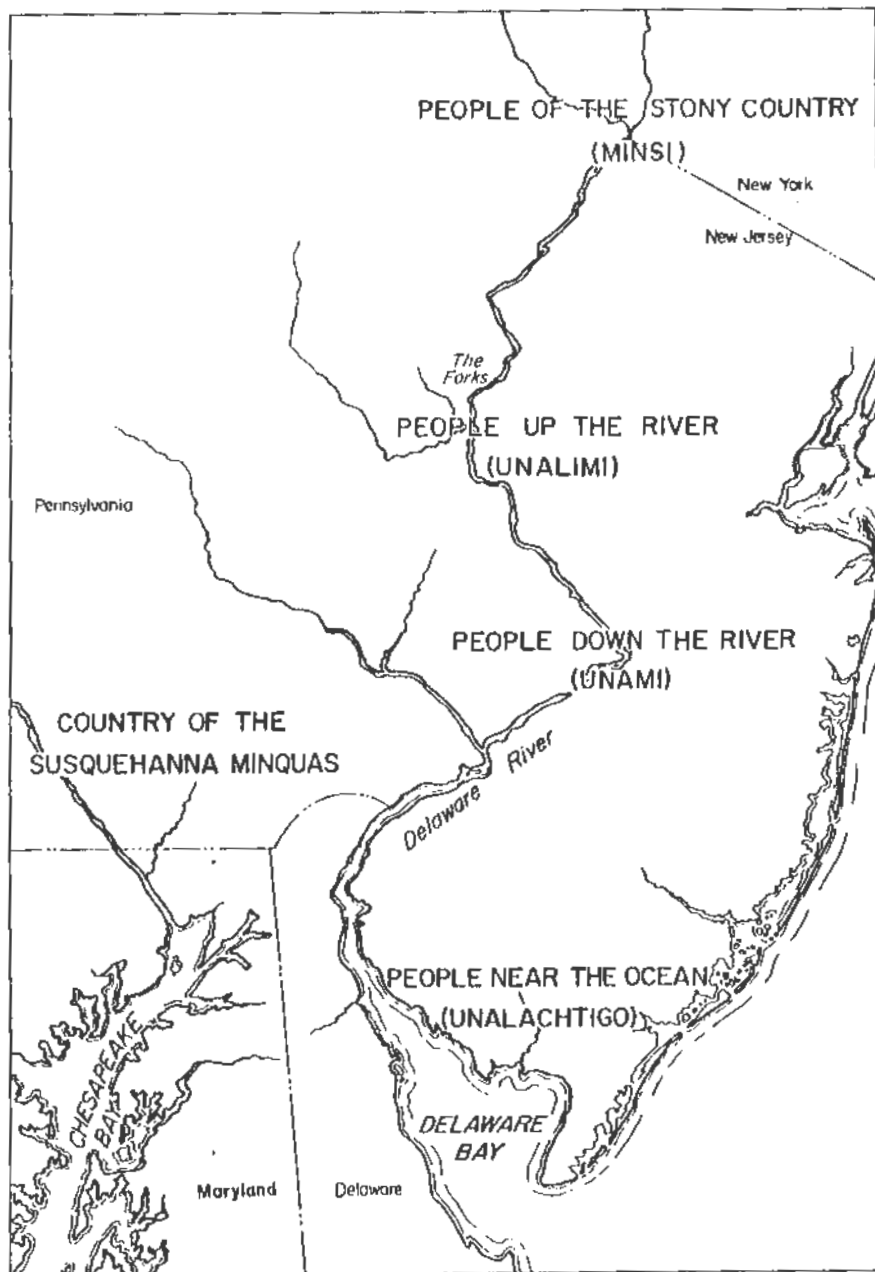 PEOPLE OF THE STONY COUNTRY
(MINSI)
New York
New Jersey
The
Forks
PEOPLE UP THE RIVER
(UNALIMI)
Pennsylvania
PEOPLE DOWN THE RIVER
(UNAMI)
COUNTRY OF THE
SUSQUEHANNA MINQUAS
Delaware River
PEOPLE NEAR THE OCEAN
(UNALACHTIGO)
CHESAPEAKE
BAY
DELAWARE
BAY
Maryland
Delaware